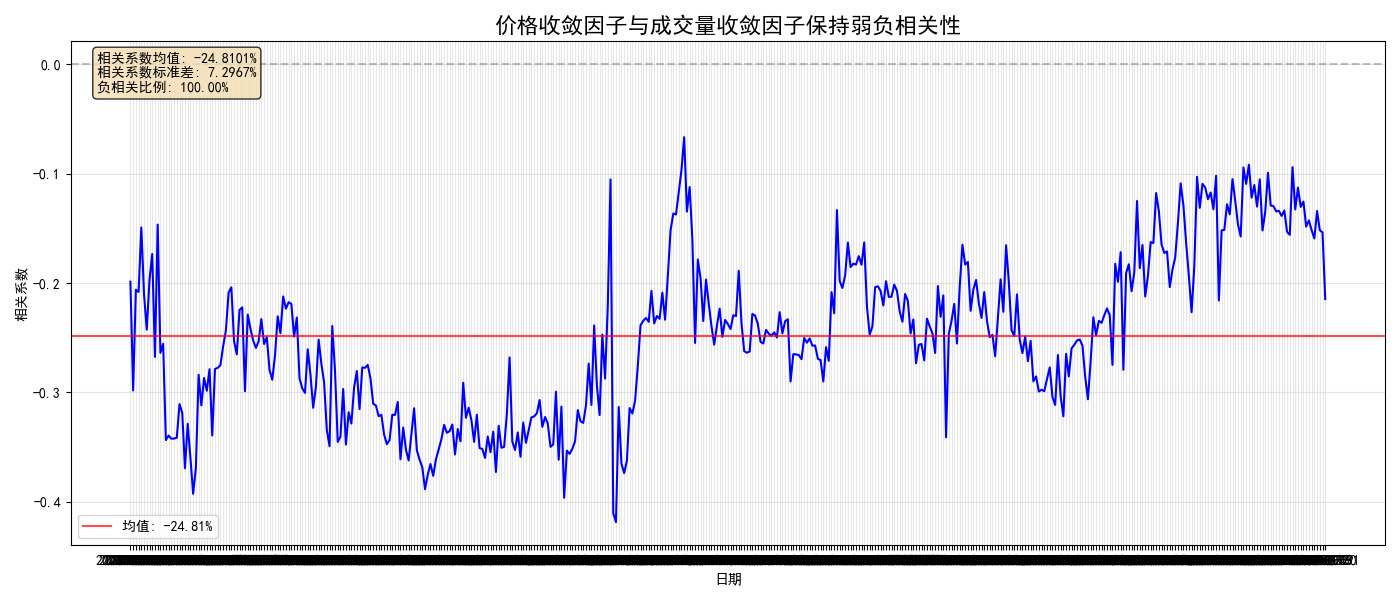 价格收敛因子与成交量收敛因子保持弱负相关性
相关系数均值: -24.8101%
相关系数标准差: 7.2967%
负相关比例: 100.00%
0.0
-0.1
-0.2
-0.3
-0.4
相关系数
均值: -24.81%
日期